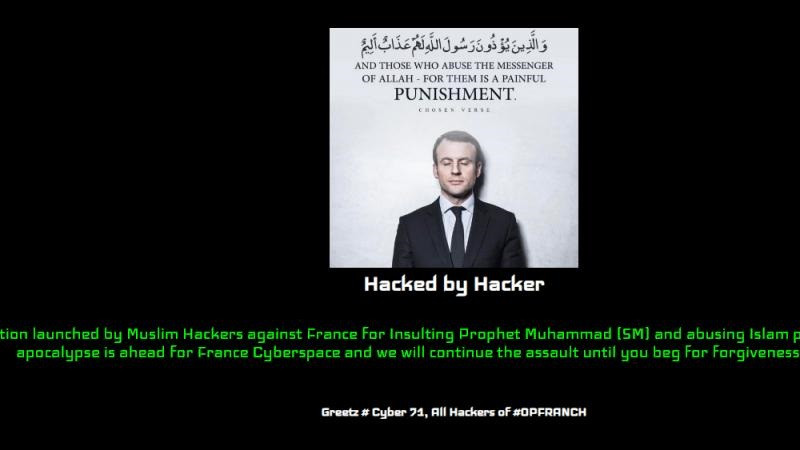 وَالَّذِينَ يُؤْذُونَ رَسُولَ اللَّهِ لَهُمْ عَذَابٌ أَلِيمٌ
AND THOSE WHO ABUSE THE MESSENGER
OF ALLAH - FOR THEM IS A PAINFUL
PUNISHMENT.
CHOSEN VERSE
Hacked by Hacker
tion launched by Muslim Hackers against France for Insulting Prophet Muhammad (SM) and abusing Islam p
apocalypse is ahead for France Cyberspace and we will continue the assault until you beg for forgiveness
Greetz # Cyber 71, All Hackers of #OPFRANCH